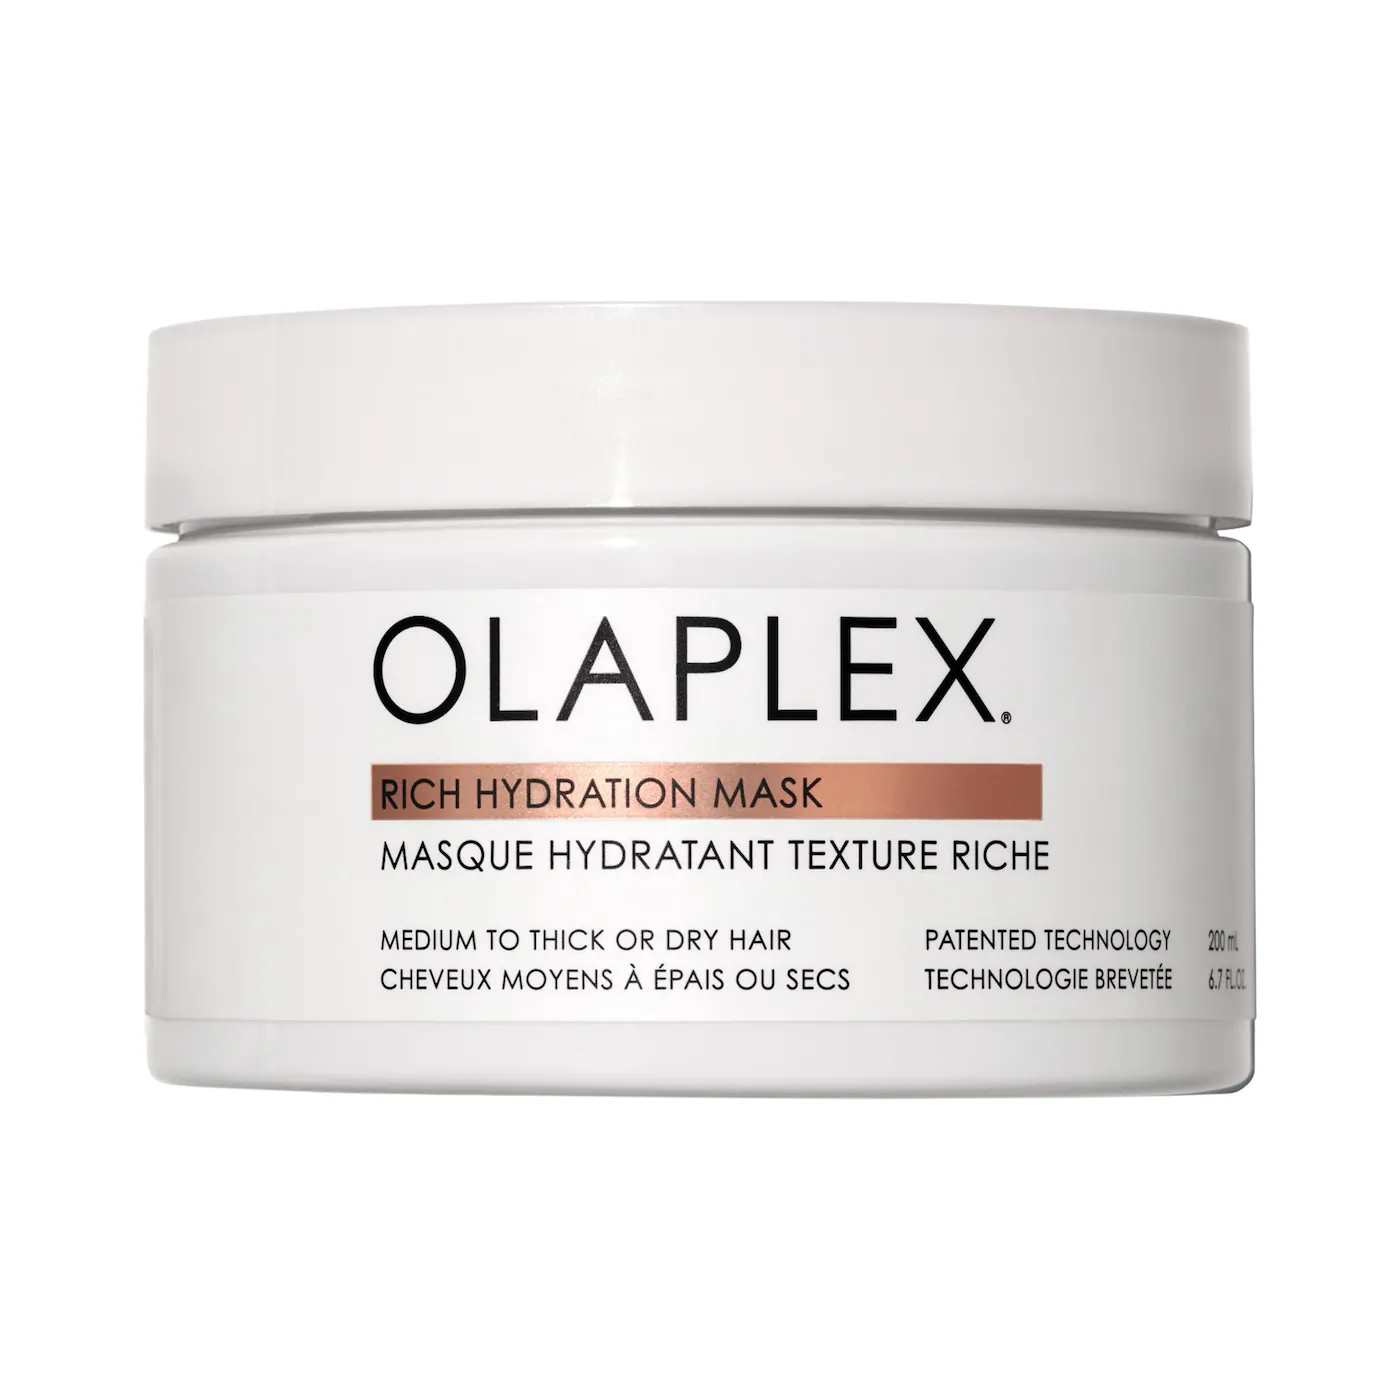 OLAPLEX®
RICH HYDRATION MASK
MASQUE HYDRATANT TEXTURE RICHE
MEDIUM TO THICK OR DRY HAIR
CHEVEUX MOYENS À ÉPAIS OU SECS
PATENTED TECHNOLOGY
TECHNOLOGIE BREVETÉE
200 mL
6.7 FL.OZ.